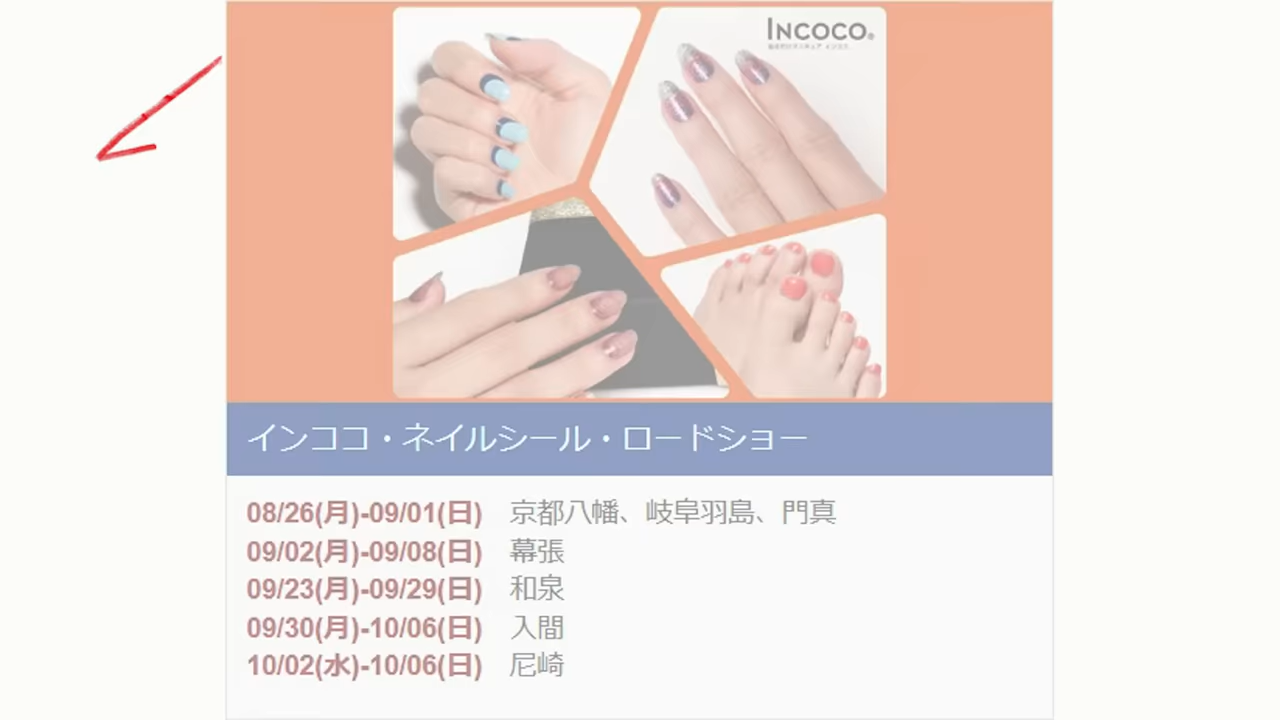 INCOCO®
インココ・ネイルシール・ロードショー
08/26(月)-09/01(日) 京都八幡、岐阜羽島、門真
09/02(月)-09/08(日) 幕張
09/23(月)-09/29(日) 和泉
09/30(月)-10/06(日) 入間
10/02(水)-10/06(日) 尼崎